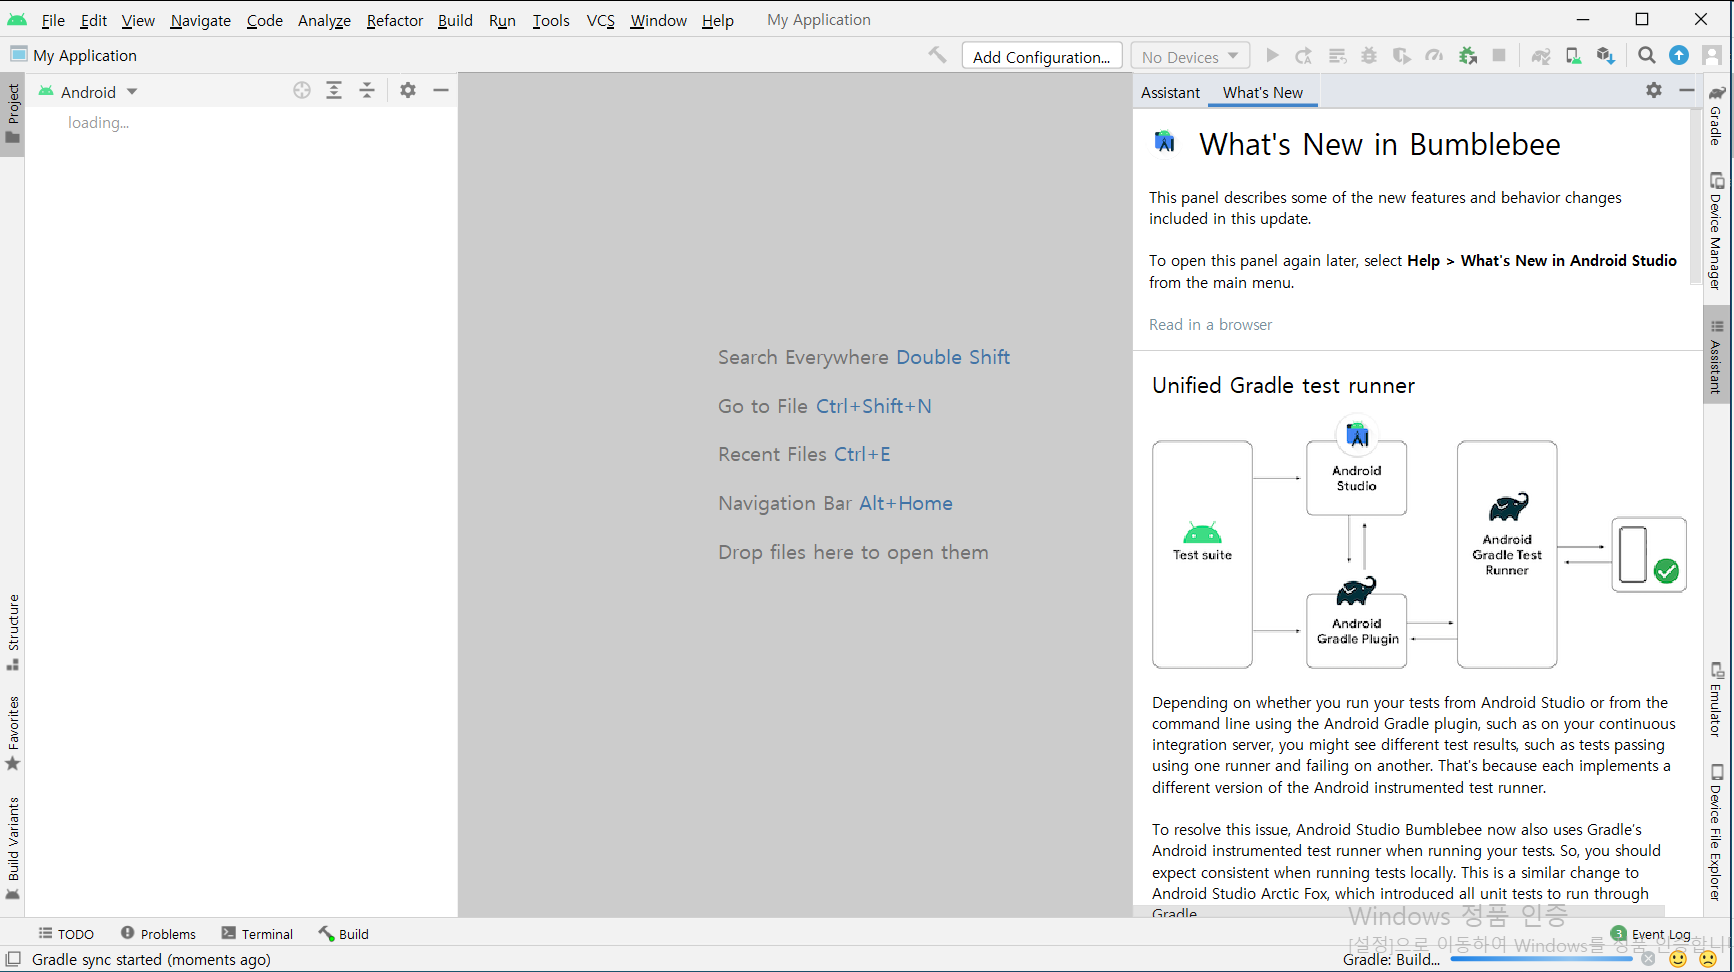 File Edit View Navigate Code Analyze Refactor Build Run Tools VCS Window Help My Application
My Application
Add Configuration...
No Devices
Project
Android
loading...
Structure
Favorites
Build Variants
Search Everywhere Double Shift
Go to File Ctrl+Shift+N
Recent Files Ctrl+E
Navigation Bar Alt+Home
Drop files here to open them
Assistant What's New
What's New in Bumblebee
This panel describes some of the new features and behavior changes
included in this update.
To open this panel again later, select Help > What's New in Android Studio
from the main menu.
Read in a browser
Unified Gradle test runner
Test suite
Android
Studio
Android
Gradle Plugin
Android
Gradle Test
Runner
Depending on whether you run your tests from Android Studio or from the
command line using the Android Gradle plugin, such as on your continuous
integration server, you might see different test results, such as tests passing
using one runner and failing on another. That's because each implements a
different version of the Android instrumented test runner.
To resolve this issue, Android Studio Bumblebee now also uses Gradle's
Android instrumented test runner when running your tests. So, you should
expect consistent when running tests locally. This is a similar change to
Android Studio Arctic Fox, which introduced all unit tests to run through
Gradle
Gradle
Device Manager
Assistant
Emulator
Device File Explorer
Windows 정품 인증
[설정]으로 이동하여 Windows를 정품 인증합니
TODO Problems Terminal Build
3 Event Log
Gradle sync started (moments ago)
Gradle: Build...